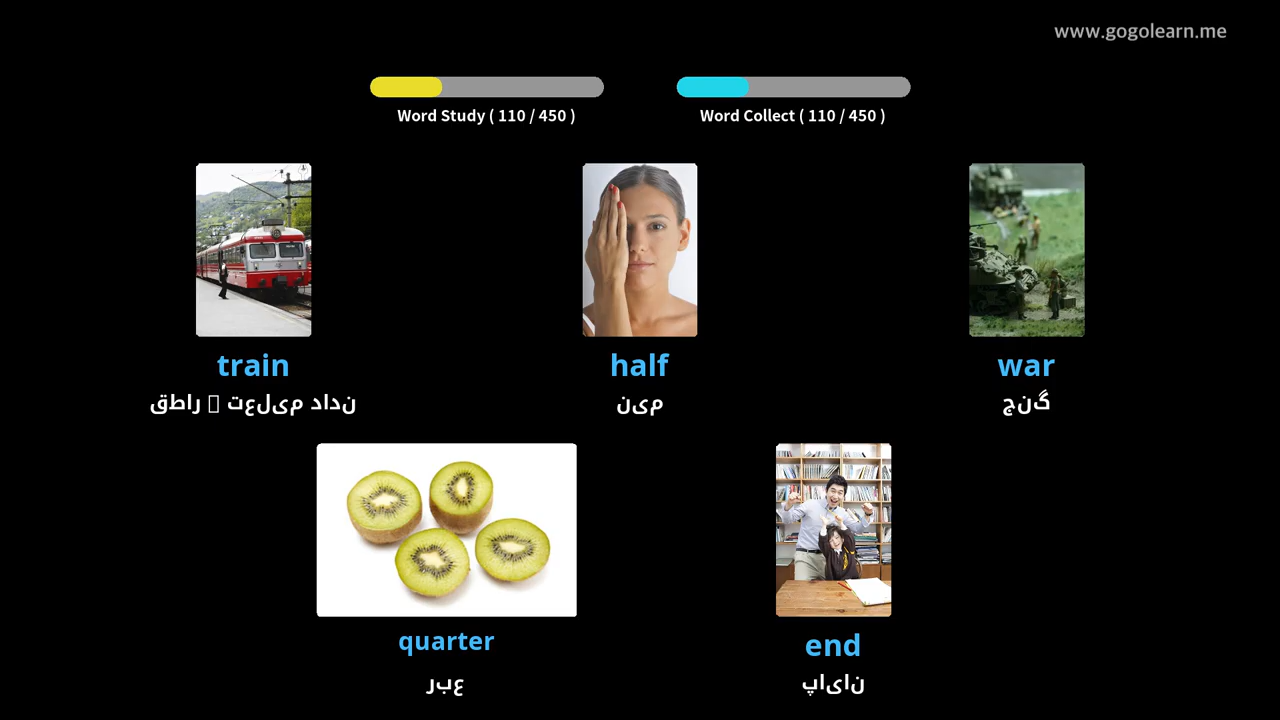 www.gogolearn.me
Word Study ( 110 / 450 )
Word Collect ( 110 / 450 )
train
half
war
قطار تعلیم دادن
نیم
جنگ
quarter
end
ربع
پایان